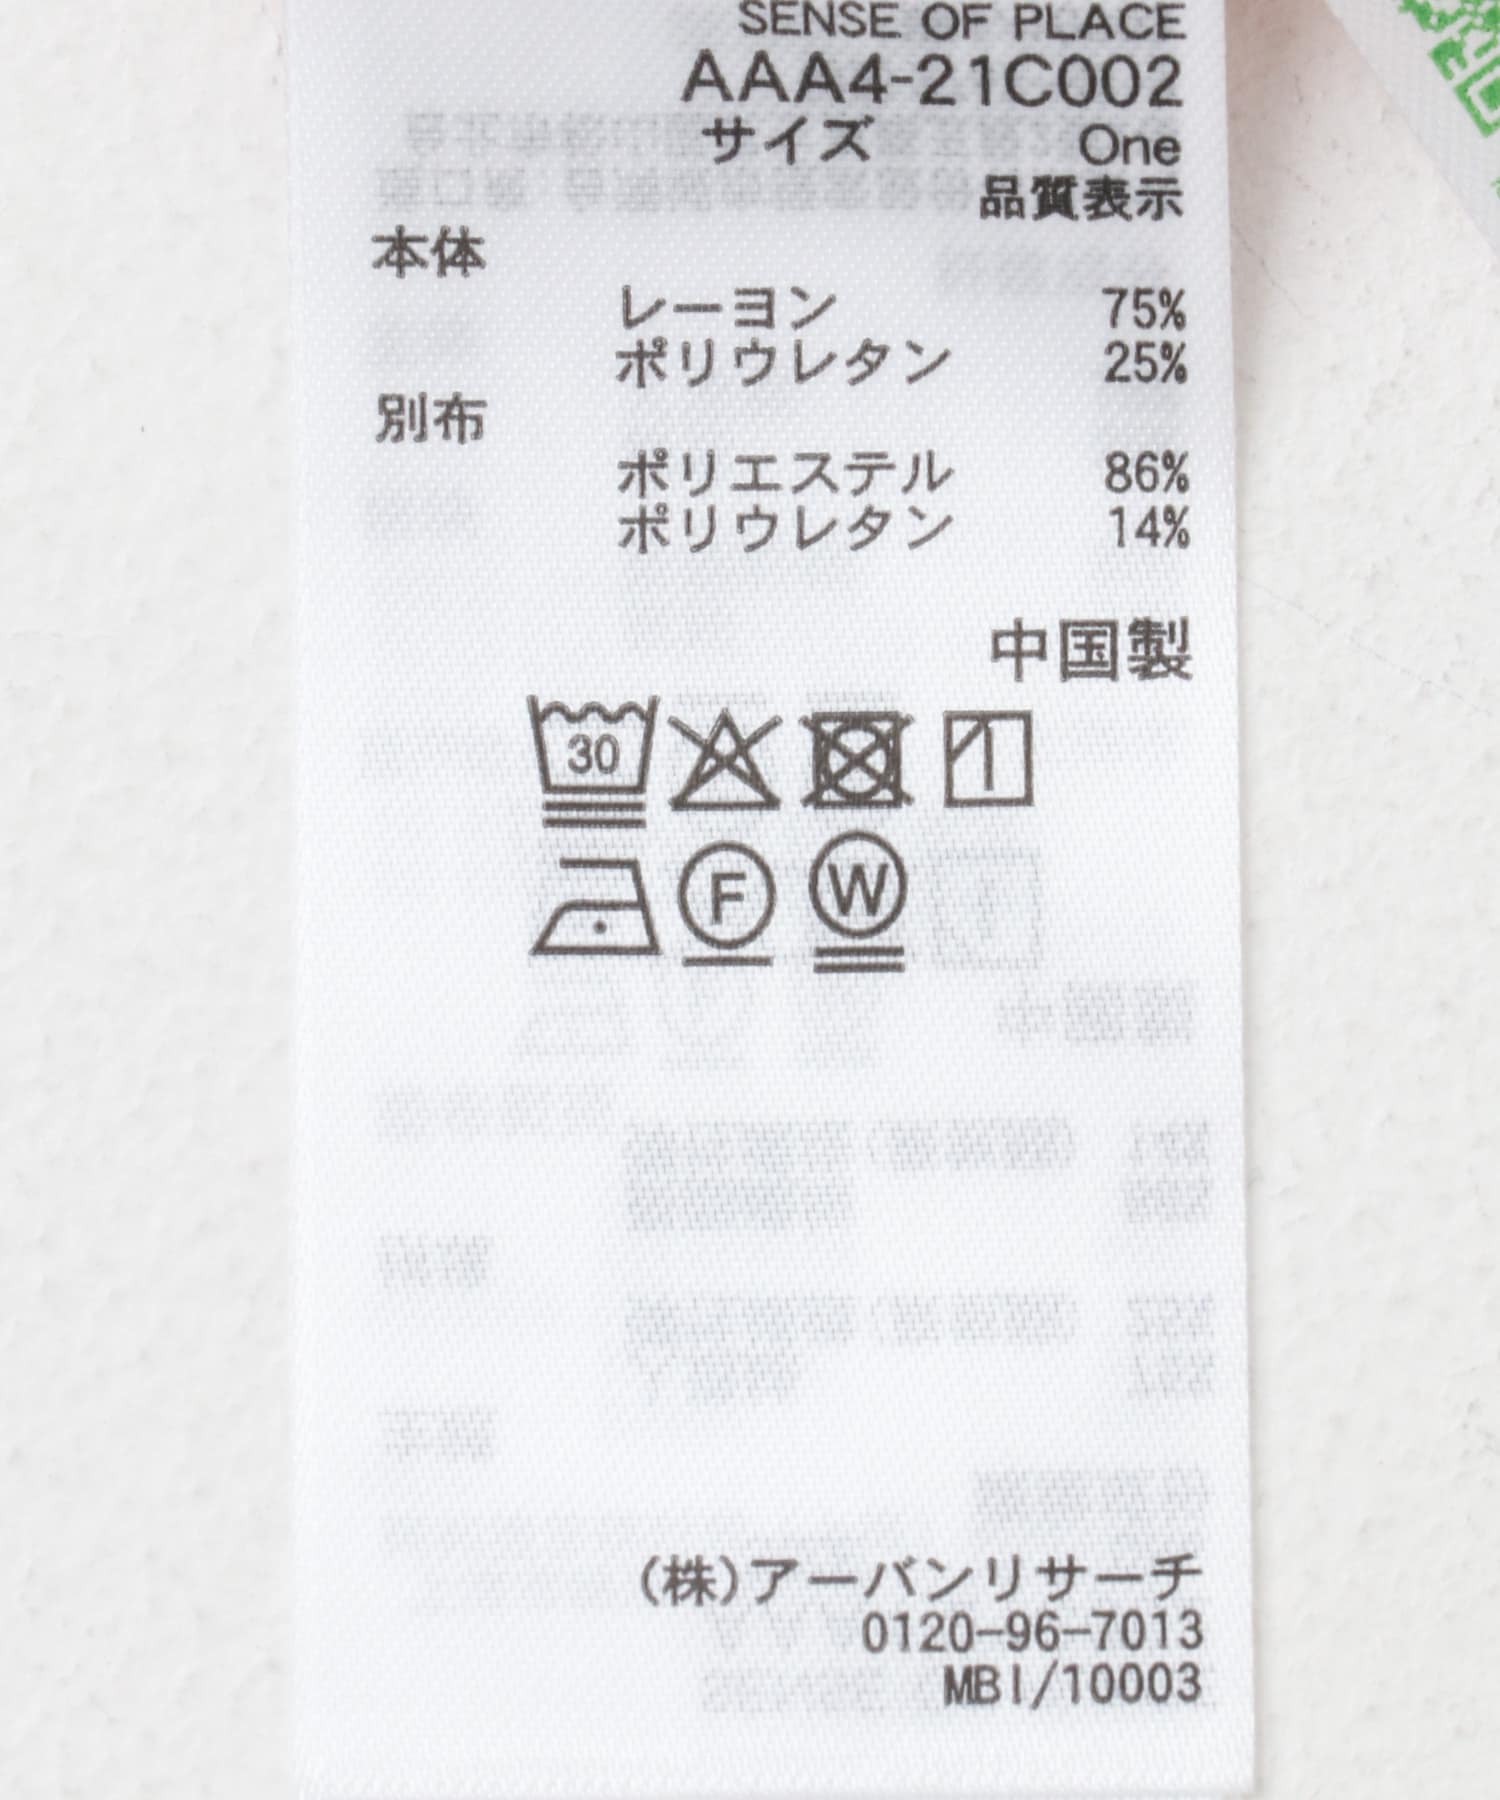 SENSE OF PLACE
AAA4-21C002
サイズ One
品質表示
本体
レーヨン 75%
ポリウレタン 25%
別布
ポリエステル 86%
ポリウレタン 14%
中国製
30
F W
(株)アーバンリサーチ
0120-96-7013
MBI/10003